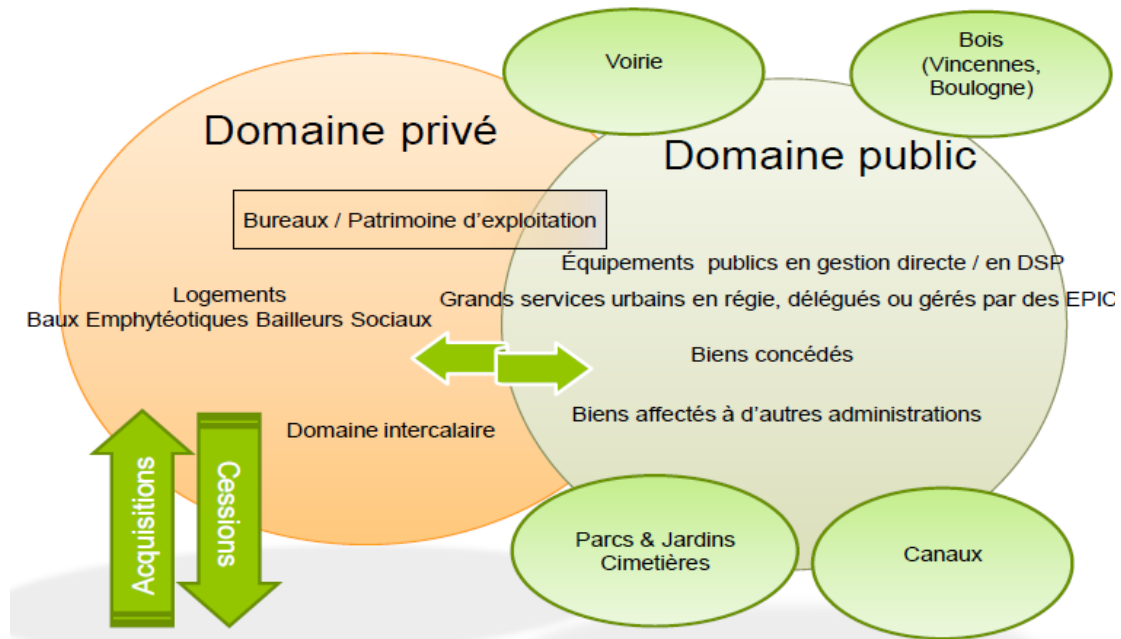 Voirie
Bois
(Vincennes,
Boulogne)
Domaine privé
Domaine public
Bureaux / Patrimoine d’exploitation
Équipements publics en gestion directe / en DSP
Logements
Baux Emphytéotiques Bailleurs Sociaux
Grands services urbains en régie, délégués ou gérés par des EPIC
Biens concédés
Biens affectés à d’autres administrations
Domaine intercalaire
Acquisitions
Cessions
Parcs & Jardins
Cimetières
Canaux